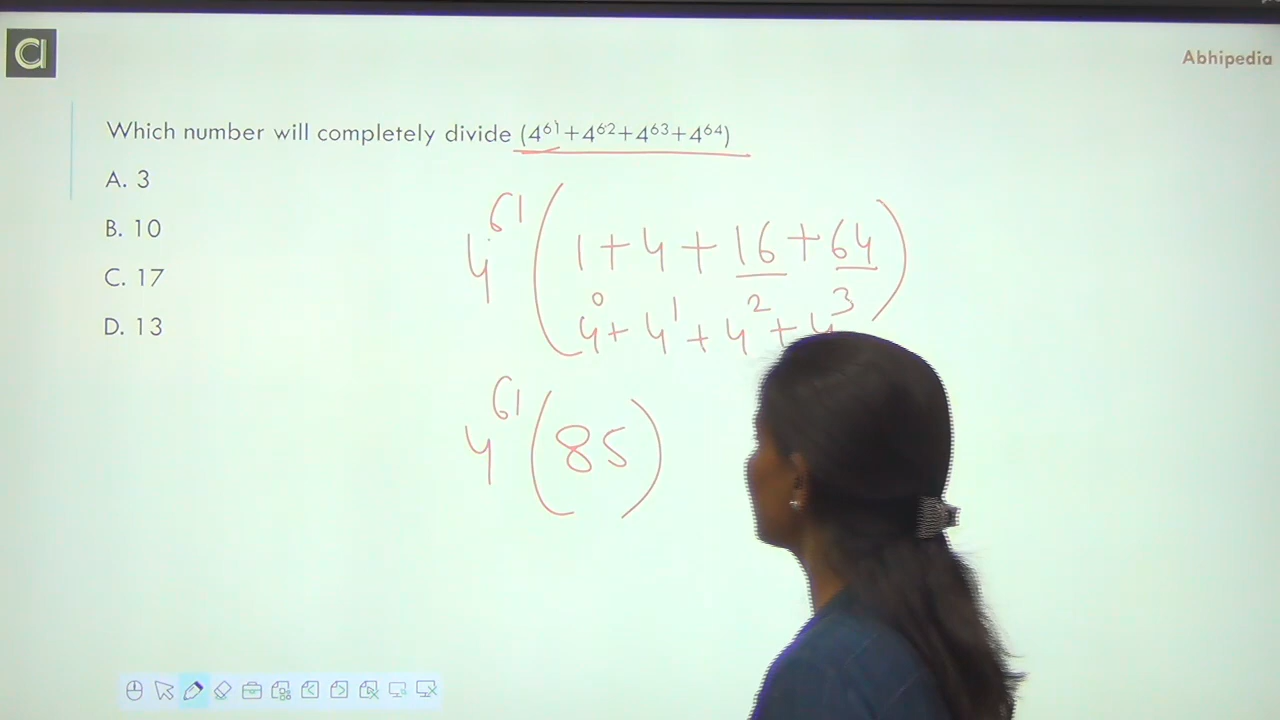 Abhipedia
Which number will completely divide (4⁶¹+4⁶²+4⁶³+4⁶⁴)
A. 3
B. 10
C. 17
D. 13
4⁶¹(1+4+16+64
4⁰+4¹+4²+4³)
4⁶¹(85)